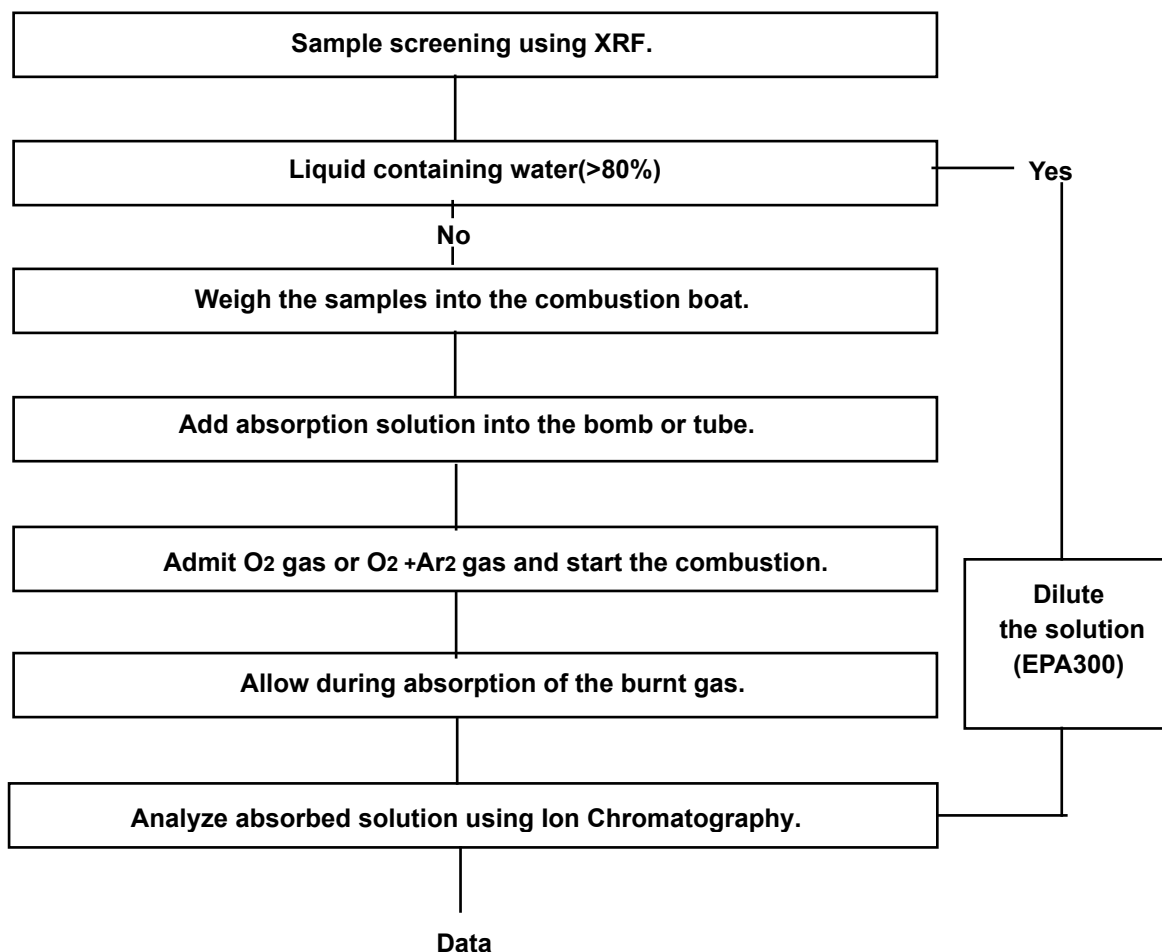 Sample screening using XRF.
Liquid containing water(>80%)
Yes
No
Weigh the samples into the combustion boat.
Add absorption solution into the bomb or tube.
Admit O2 gas or O2 +Ar2 gas and start the combustion.
Dilute
the solution
(EPA300)
Allow during absorption of the burnt gas.
Analyze absorbed solution using Ion Chromatography.
Data